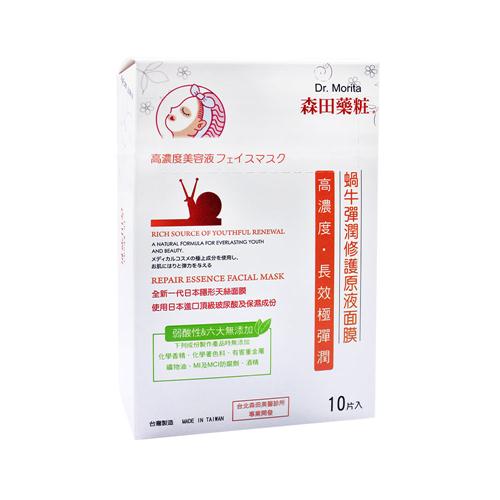 Dr. Morita
森田藥粧
高濃度美容液フェイスマスク
蝸牛彈潤修護原液面膜
高濃度・長效極彈潤
RICH SOURCE OF YOUTHFUL RENEWAL
A NATURAL FORMULA FOR EVERLASTING YOUTH
AND BEAUTY.
メディカルコスメの極上成分を使用し、
お肌にはりと弾力を与える
REPAIR ESSENCE FACIAL MASK
全新一代日本隱形天絲面膜
使用日本進口頂級玻尿酸及保濕成份
弱酸性&六大無添加
下列成份製作產品時無添加
化學香精、化學著色料、有害重金屬
礦物油、MI及MCI防腐劑、酒精
台灣製造 MADE IN TAIWAN
台北森田美醫診所
專業開發
10片入